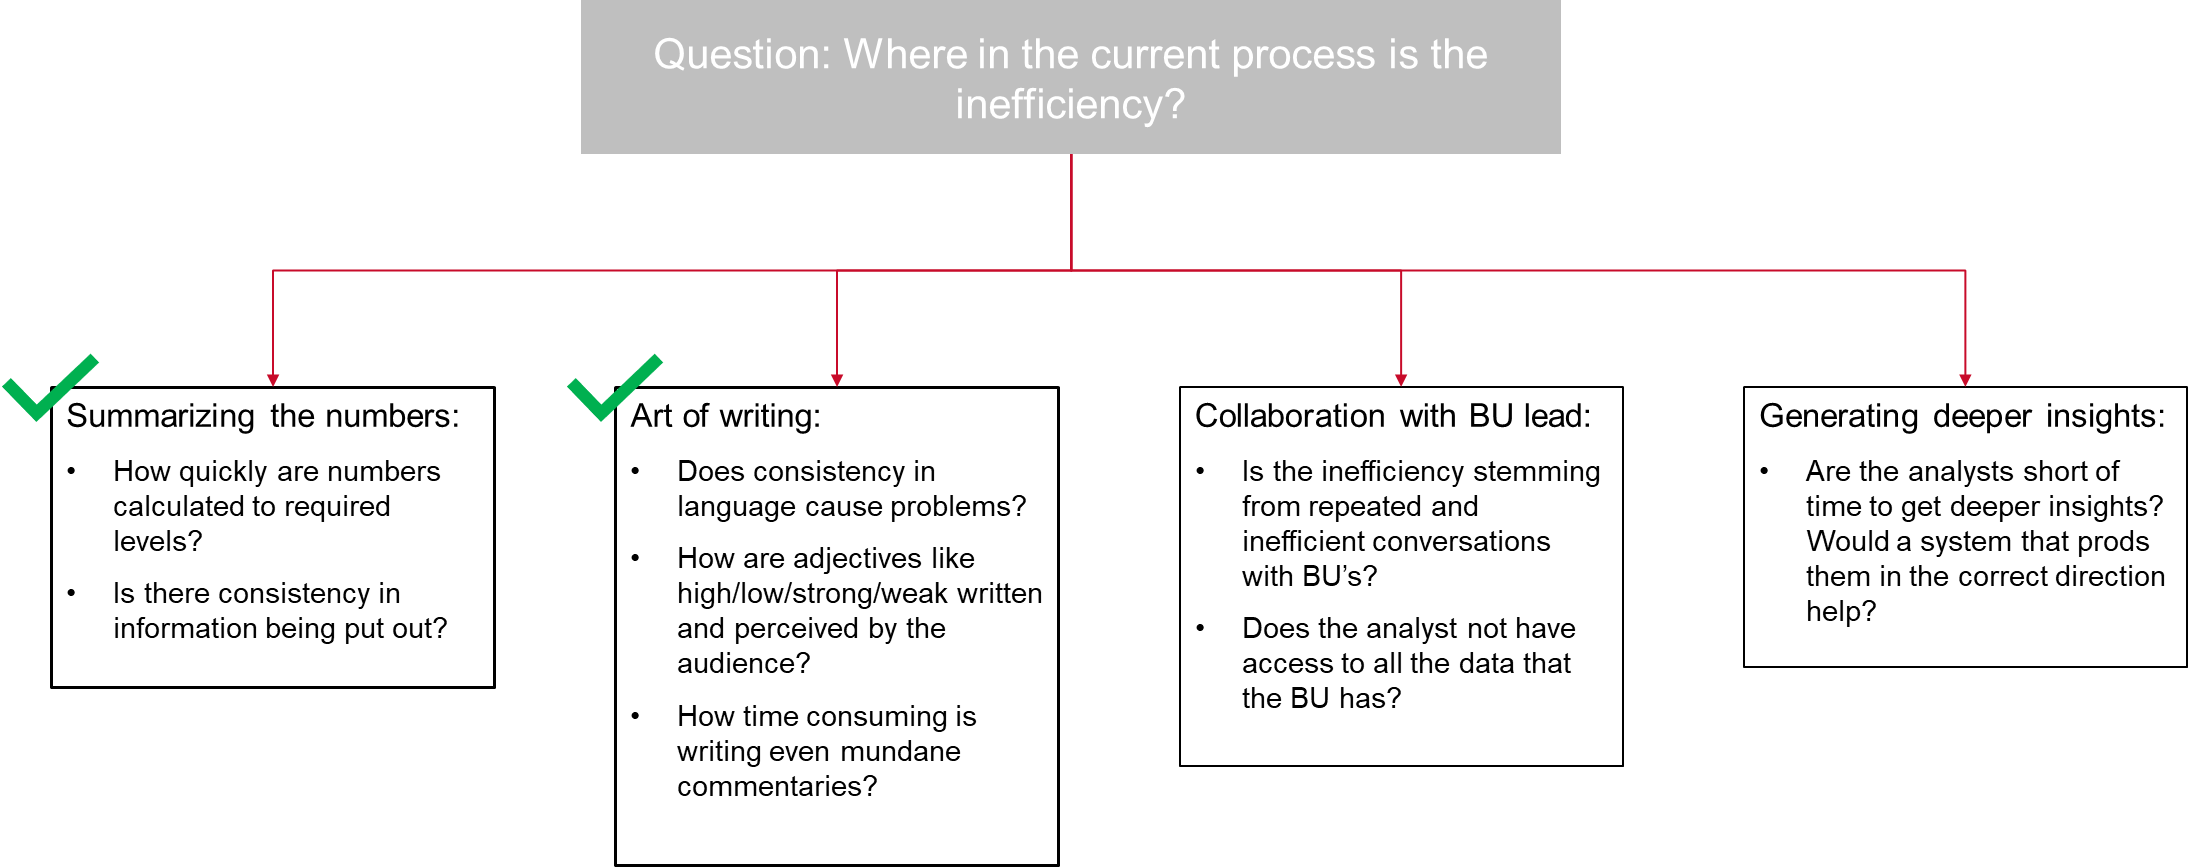 Question: Where in the current process is the
inefficiency?
Summarizing the numbers:
• How quickly are numbers
calculated to required
levels?
• Is there consistency in
information being put out?
Art of writing:
• Does consistency in
language cause problems?
• How are adjectives like
high/low/strong/weak written
and perceived by the
audience?
• How time consuming is
writing even mundane
commentaries?
Collaboration with BU lead:
• Is the inefficiency stemming
from repeated and
inefficient conversations
with BU’s?
• Does the analyst not have
access to all the data that
the BU has?
Generating deeper insights:
• Are the analysts short of
time to get deeper insights?
Would a system that prods
them in the correct direction
help?